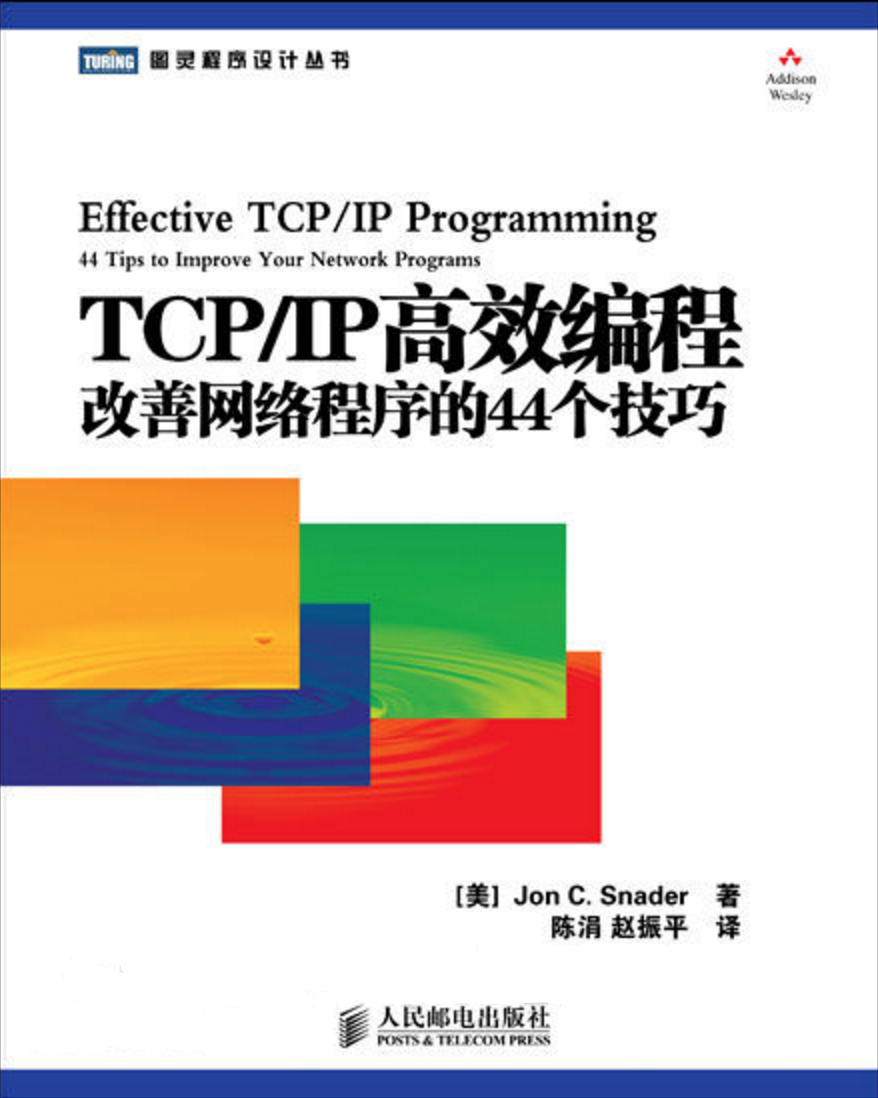 TURING 图灵程序设计丛书
Addison
Wesley
Effective TCP/IP Programming
44 Tips to Improve Your Network Programs
TCP/IP高效编程
改善网络程序的44个技巧
[美] Jon C. Snader 著
陈涓 赵振平 译
人民邮电出版社
POSTS & TELECOM PRESS